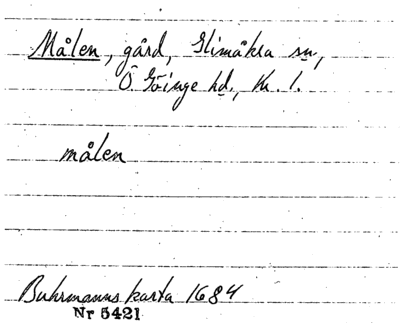 Målen, gård, Glimåkra sn,
Ö. Göinge hd., Kr. l.
målen
Buhrmanns karta 1684
Nr 5421